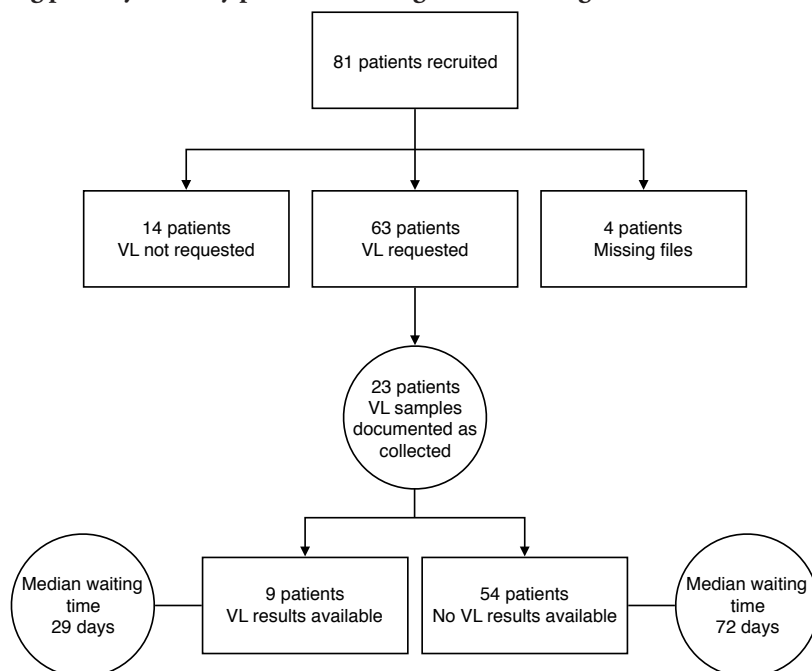 81 patients recruited
14 patients
VL not requested
63 patients
VL requested
4 patients
Missing files
23 patients
VL samples
documented as
collected
Median waiting
time
29 days
9 patients
VL results available
54 patients
No VL results available
Median waiting
time
72 days